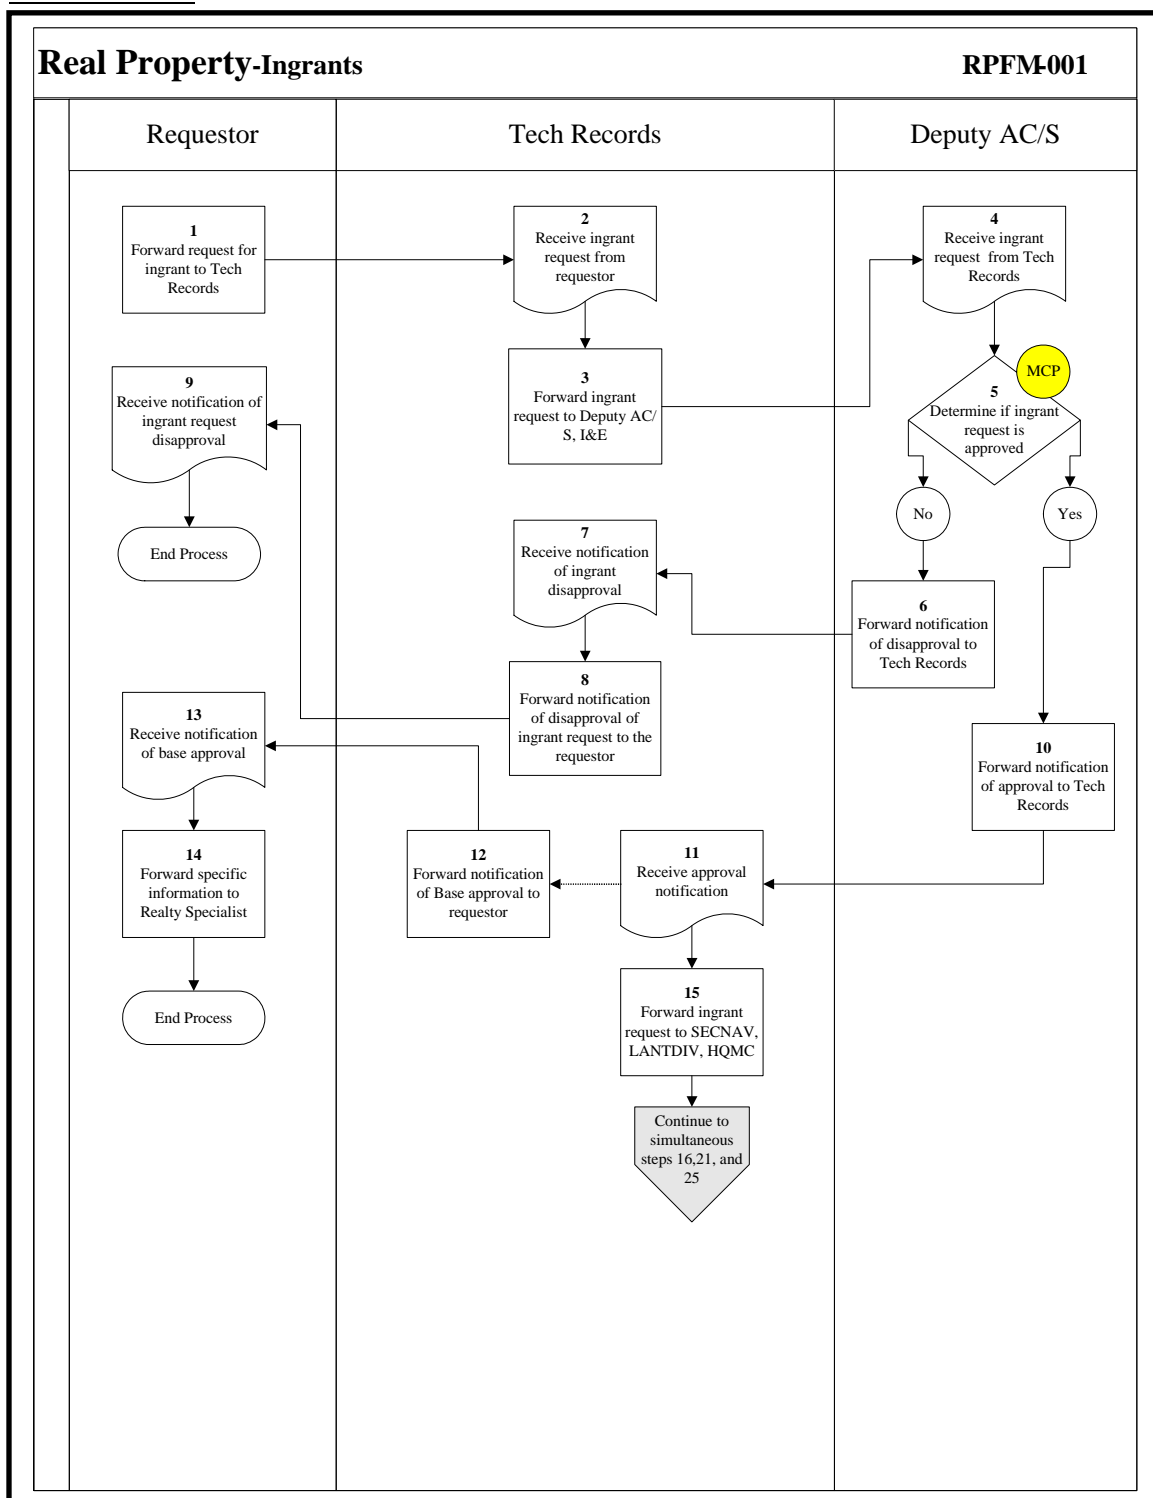 Real Property-Ingrants
RPFM-001
Requestor
Tech Records
Deputy AC/S
1
Forward request for
ingrant to Tech
Records
2
Receive ingrant
request from
requestor
3
Forward ingrant
request to Deputy AC/
S, I&E
4
Receive ingrant
request from Tech
Records
MCP
5
Determine if ingrant
request is
approved
No
Yes
6
Forward notification
of disapproval to
Tech Records
7
Receive notification
of ingrant
disapproval
8
Forward notification
of disapproval of
ingrant request to the
requestor
9
Receive notification of
ingrant request
disapproval
End Process
10
Forward notification
of approval to Tech
Records
11
Receive approval
notification
12
Forward notification
of Base approval to
requestor
13
Receive notification
of base approval
14
Forward specific
information to
Realty Specialist
End Process
15
Forward ingrant
request to SECNAV,
LANTDIV, HQMC
Continue to
simultaneous
steps 16,21, and
25